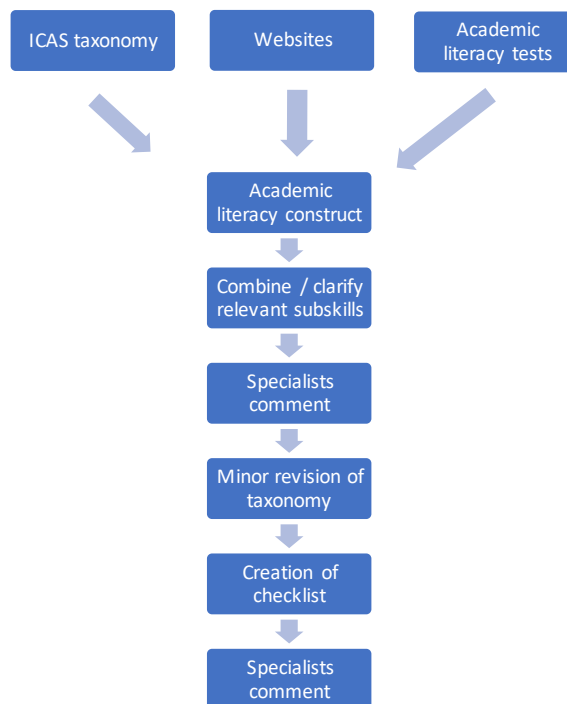 ICAS taxonomy
Websites
Academic
literacy tests
Academic
literacy construct
Combine / clarify
relevant subskills
Specialists
comment
Minor revision of
taxonomy
Creation of
checklist
Specialists
comment